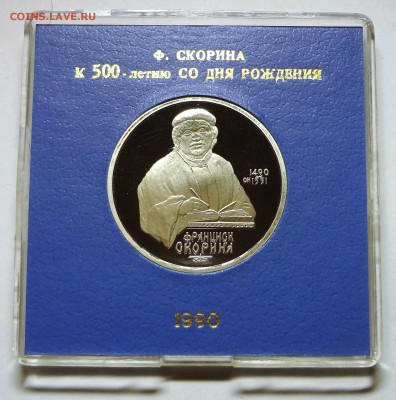 COINS.LAVE.RU
Ф. СКОРИНА
К 500-летию СО ДНЯ РОЖДЕНИЯ
1490
ок 1551
ФРАНЦИСК
СКОРИНА
1990